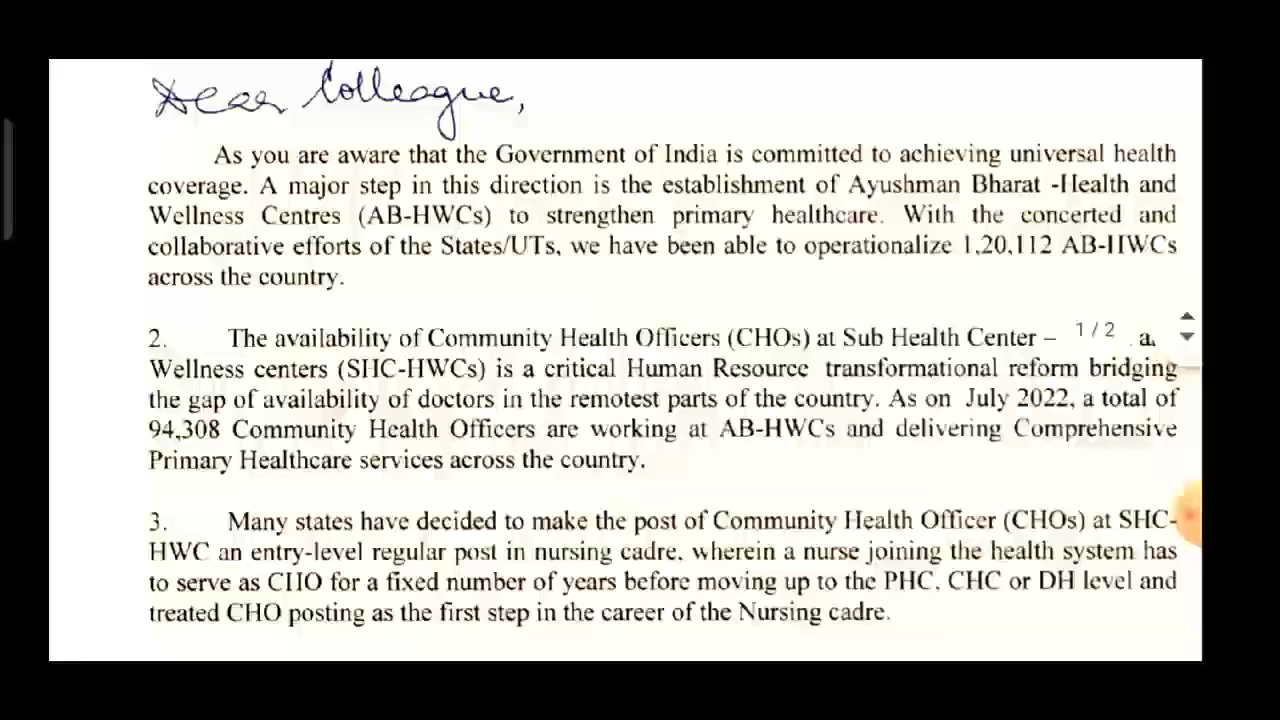 Dear Colleague,
As you are aware that the Government of India is committed to achieving universal health
coverage. A major step in this direction is the establishment of Ayushman Bharat -Health and
Wellness Centres (AB-HWCs) to strengthen primary healthcare. With the concerted and
collaborative efforts of the States/UTs, we have been able to operationalize 1,20,112 AB-HWCs
across the country.
2. The availability of Community Health Officers (CHOs) at Sub Health Center – 1 / 2
Wellness centers (SHC-HWCs) is a critical Human Resource transformational reform bridging
the gap of availability of doctors in the remotest parts of the country. As on July 2022, a total of
94,308 Community Health Officers are working at AB-HWCs and delivering Comprehensive
Primary Healthcare services across the country.
3. Many states have decided to make the post of Community Health Officer (CHOs) at SHC-
HWC an entry-level regular post in nursing cadre, wherein a nurse joining the health system has
to serve as CHO for a fixed number of years before moving up to the PHC, CHC or DH level and
treated CHO posting as the first step in the career of the Nursing cadre.